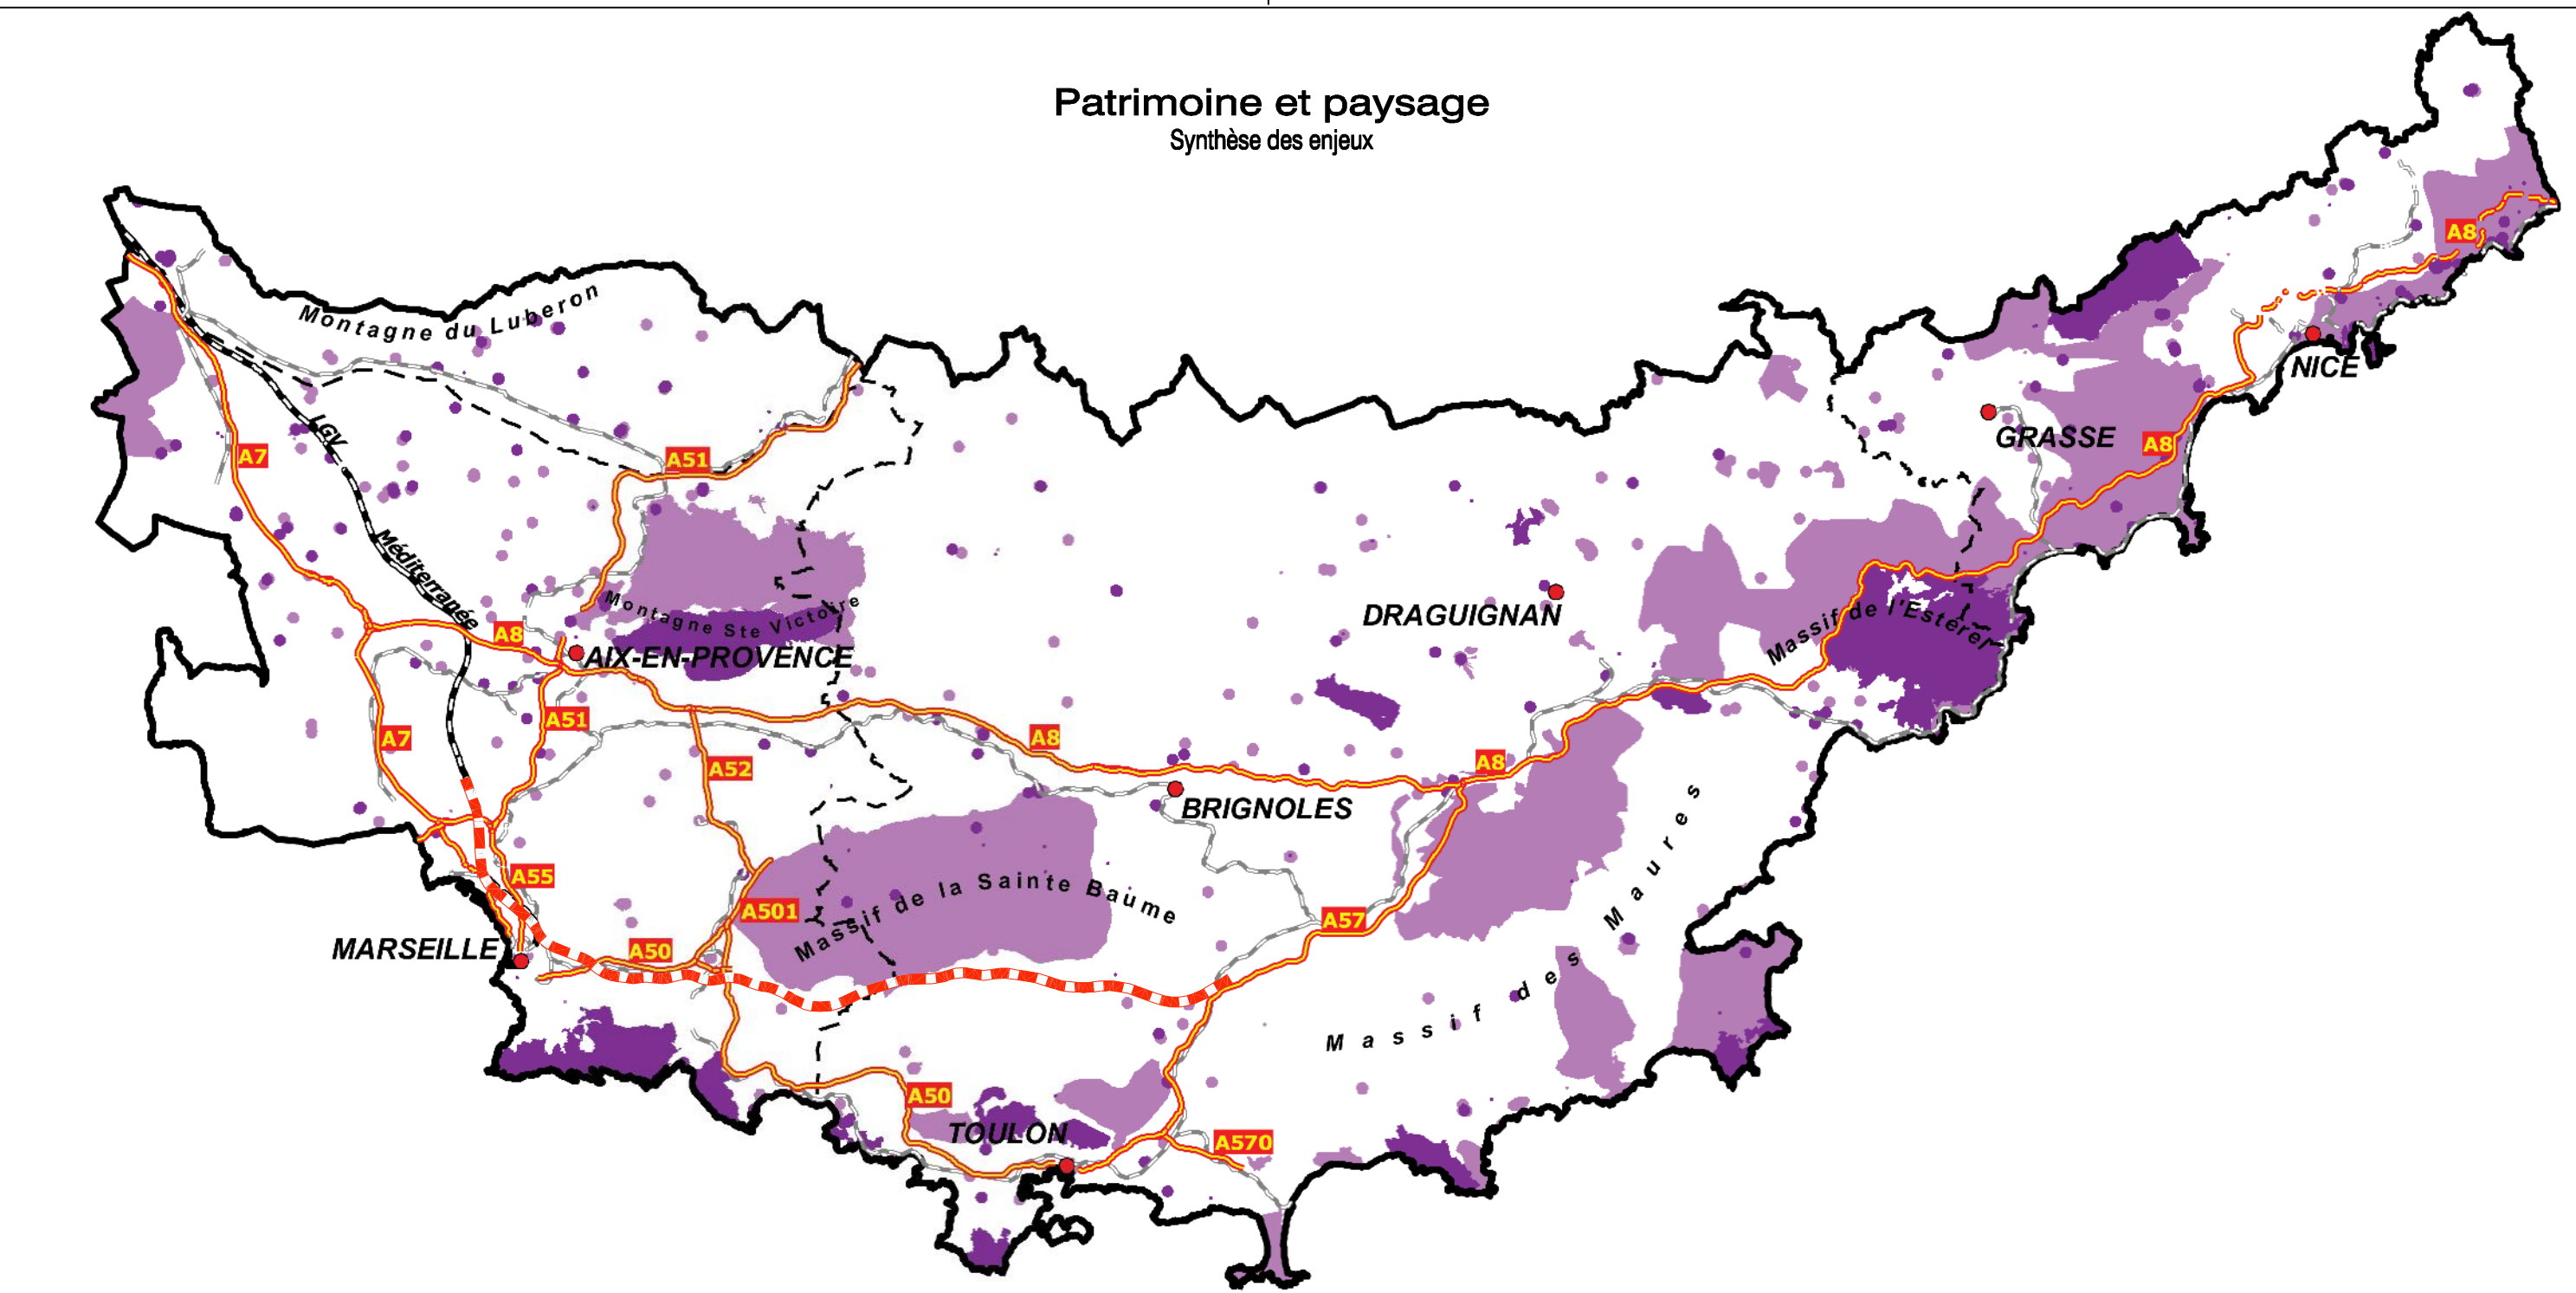 Patrimoine et paysage
Synthèse des enjeux
A8
Montagne du Luberon
NICE
LGV
Méditerranée
GRASSE
A7
A51
A8
Montagne Ste Victoire
DRAGUIGNAN
Massif de l'Estérel
A8
AIX-EN-PROVENCE
A51
A7
A8
A52
A8
BRIGNOLES
Massif des Maures
A55
Massif de la Sainte Baume
A501
A57
MARSEILLE
A50
A50
TOULON
A570